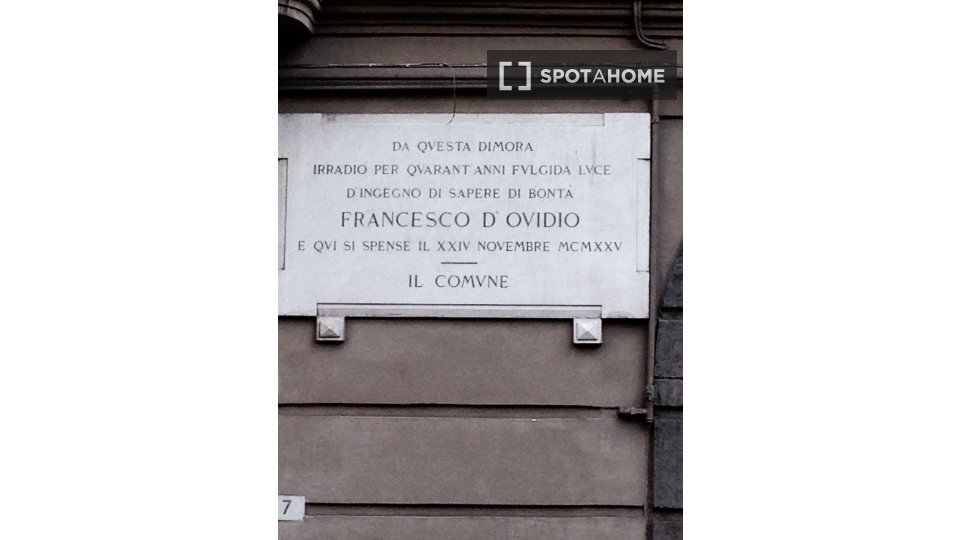 SPOTAHOME
DA QVESTA DIMORA
IRRADIO PER QVARANT'ANNI FVLGIDA LVCE
D'INGEGNO DI SAPERE DI BONTÀ
FRANCESCO D'OVIDIO
E QVI SI SPENSE IL XXIV NOVEMBRE MCMXXV
IL COMVNE
7